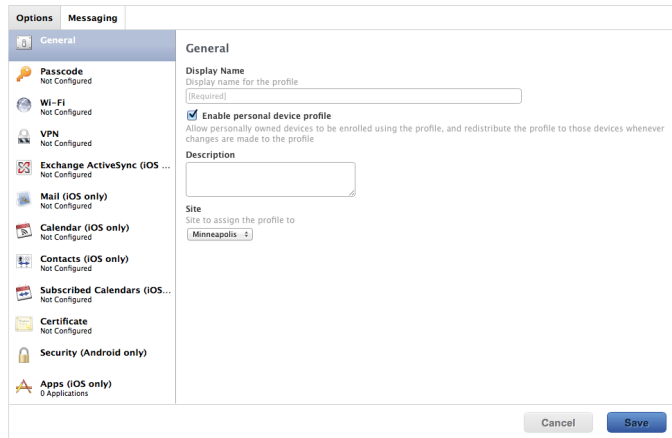 Options Messaging
General
Passcode
Not Configured
Wi-Fi
Not Configured
VPN
Not Configured
Exchange ActiveSync (iOS ...
Not Configured
Mail (iOS only)
Not Configured
Calendar (iOS only)
Not Configured
Contacts (iOS only)
Not Configured
Subscribed Calendars (iOS...
Not Configured
Certificate
Not Configured
Security (Android only)
Apps (iOS only)
0 Applications
General
Display Name
Display name for the profile
[Required]
Enable personal device profile
Allow personally owned devices to be enrolled using the profile, and redistribute the profile to those devices whenever
changes are made to the profile
Description
Site
Site to assign the profile to
Minneapolis
Cancel Save